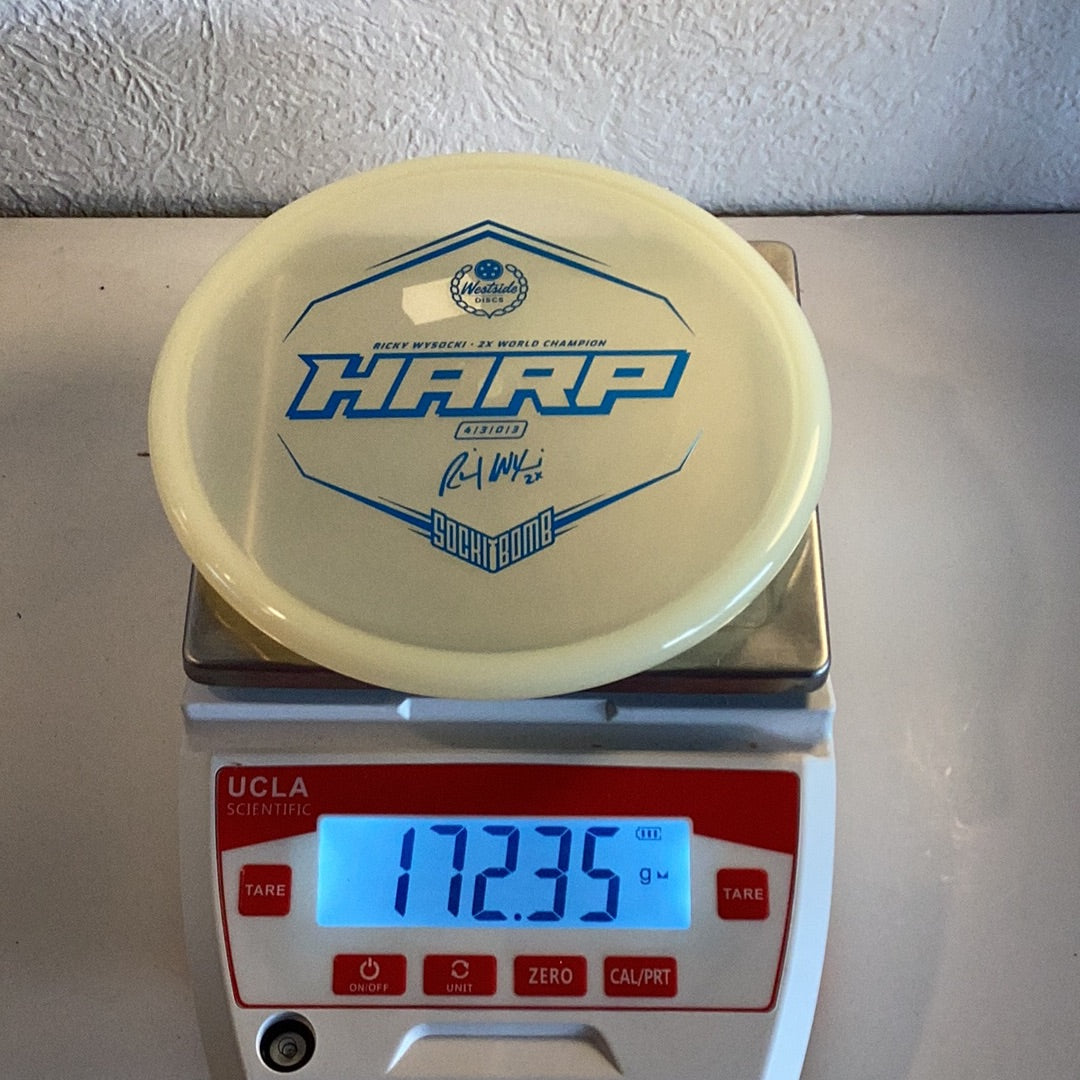 Westside
DISCS
RICKY WYSOCKI · 2X WORLD CHAMPION
HARP
4|3|0|3
2X
SOCKIBOMB
UCLA
SCIENTIFIC
172.35 g
TARE
TARE
ON/OFF
UNIT
ZERO
CAL/PRT